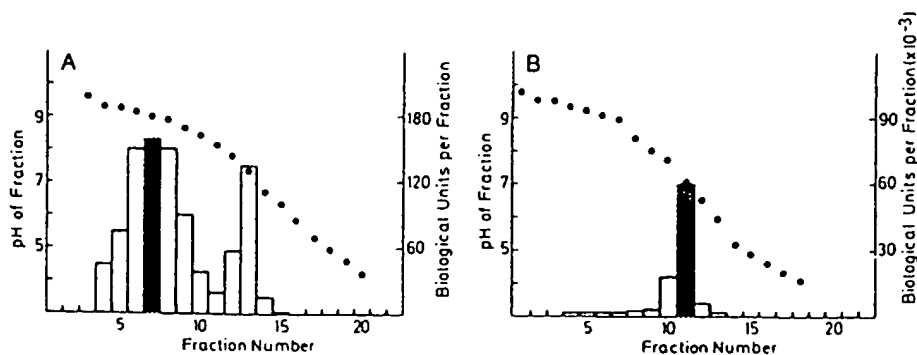 A
pH of Fraction
9
7
5
180
120
60
Biological Units per Fraction
5
10
15
20
Fraction Number
B
pH of Fraction
9
7
5
90
60
30
Biological Units per Fraction (x10⁻³)
5
10
15
20
Fraction Number